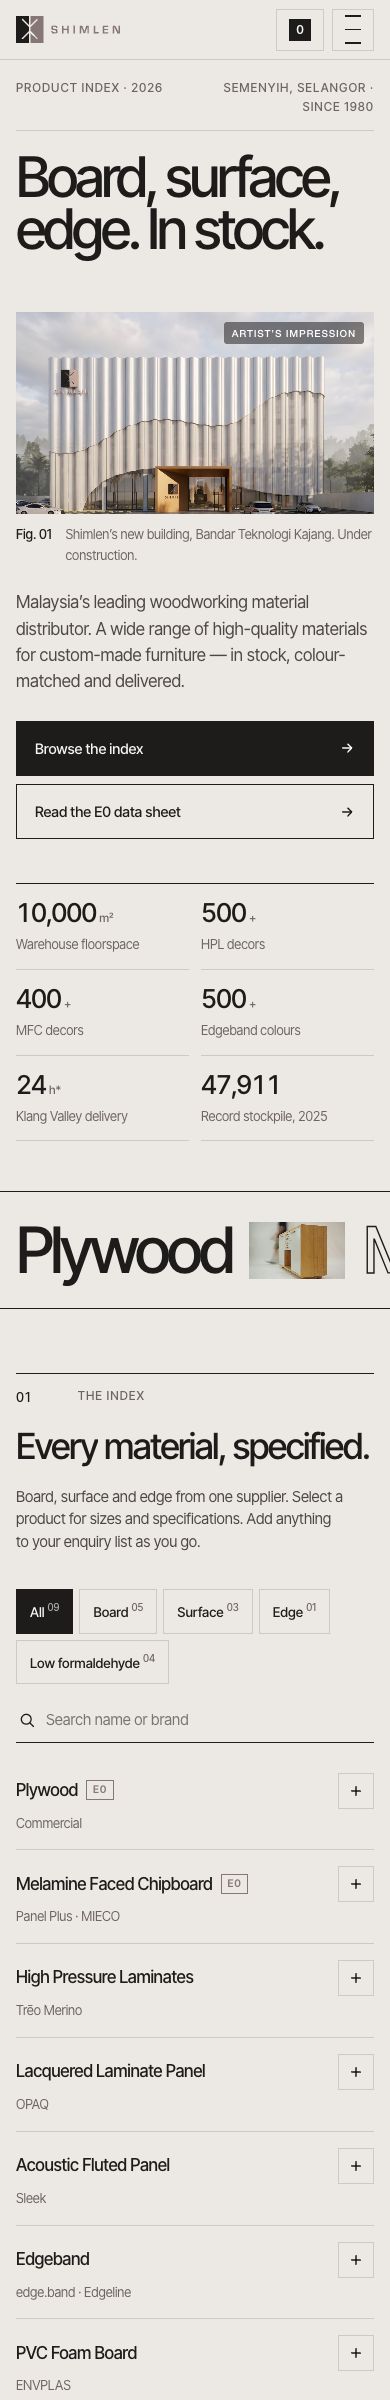 SHIMLEN
0
PRODUCT INDEX · 2026
SEMENYIH, SELANGOR ·
SINCE 1980
Board, surface,
edge. In stock.
ARTIST'S IMPRESSION
Fig. 01 Shimlen's new building, Bandar Teknologi Kajang. Under
construction.
Malaysia's leading woodworking material
distributor. A wide range of high-quality materials
for custom-made furniture — in stock, colour-
matched and delivered.
Browse the index →
Read the E0 data sheet →
10,000 m²
Warehouse floorspace
500 +
HPL decors
400 +
MFC decors
500 +
Edgeband colours
24 h*
Klang Valley delivery
47,911
Record stockpile, 2025
Plywood
01 THE INDEX
Every material, specified.
Board, surface and edge from one supplier. Select a
product for sizes and specifications. Add anything
to your enquiry list as you go.
All 09 Board 05 Surface 03 Edge 01
Low formaldehyde 04
Search name or brand
Plywood E0 +
Commercial
Melamine Faced Chipboard E0 +
Panel Plus · MIECO
High Pressure Laminates +
Trēo Merino
Lacquered Laminate Panel +
OPAQ
Acoustic Fluted Panel +
Sleek
Edgeband +
edge.band · Edgeline
PVC Foam Board +
ENVPLAS